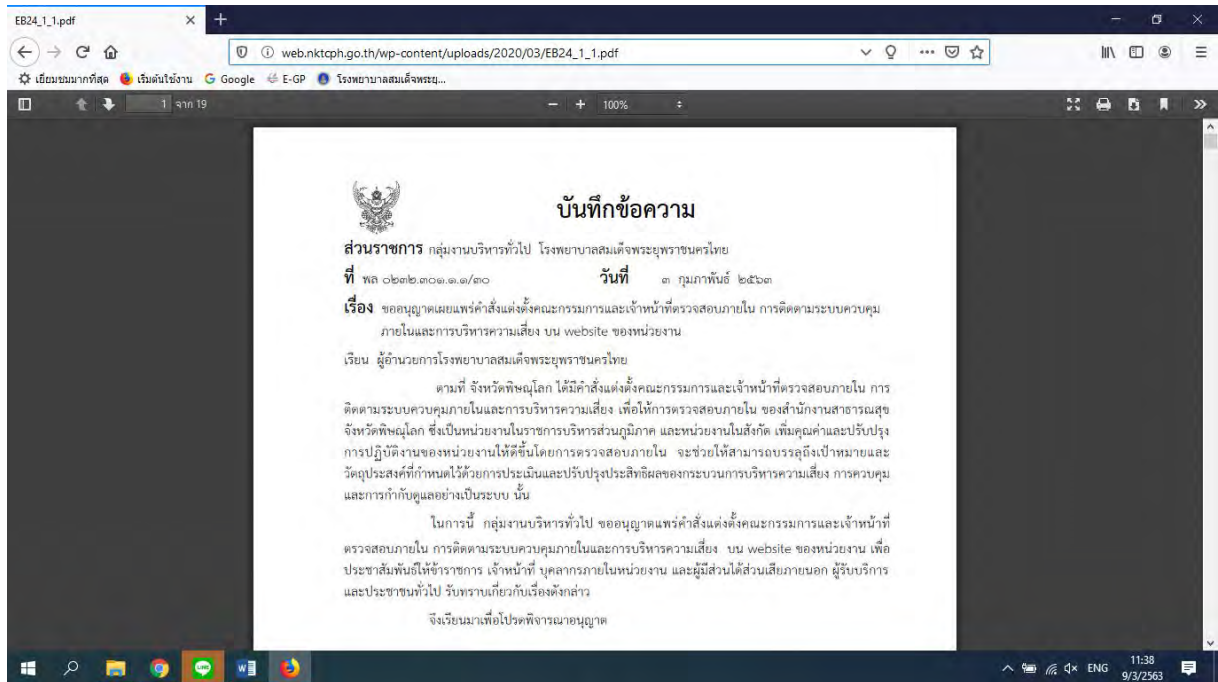 EB24_1_1.pdf
web.nktcph.go.th/wp-content/uploads/2020/03/EB24_1_1.pdf
เยี่ยมชมมากที่สุด เริ่มต้นใช้งาน Google E-GP โรงพยาบาลสมเด็จพระยุ...
1 จาก 19 100%
บันทึกข้อความ
ส่วนราชการ กลุ่มงานบริหารทั่วไป โรงพยาบาลสมเด็จพระยุพราชนครไทย
ที่ พล ๐๒๓๒.๓๐๑.๑.๑/๓๐ วันที่ ๓ กุมภาพันธ์ ๒๕๖๓
เรื่อง ขออนุญาตเผยแพร่คำสั่งแต่งตั้งคณะกรรมการและเจ้าหน้าที่ตรวจสอบภายใน การติดตามระบบควบคุม
ภายในและการบริหารความเสี่ยง บน website ของหน่วยงาน
เรียน ผู้อำนวยการโรงพยาบาลสมเด็จพระยุพราชนครไทย
ตามที่ จังหวัดพิษณุโลก ได้มีคำสั่งแต่งตั้งคณะกรรมการและเจ้าหน้าที่ตรวจสอบภายใน การ
ติดตามระบบควบคุมภายในและการบริหารความเสี่ยง เพื่อให้การตรวจสอบภายใน ของสำนักงานสาธารณสุข
จังหวัดพิษณุโลก ซึ่งเป็นหน่วยงานในราชการบริหารส่วนภูมิภาค และหน่วยงานในสังกัด เพิ่มคุณค่าและปรับปรุง
การปฏิบัติงานของหน่วยงานให้ดีขึ้นโดยการตรวจสอบภายใน จะช่วยให้สามารถบรรลุถึงเป้าหมายและ
วัตถุประสงค์ที่กำหนดไว้ด้วยการประเมินและปรับปรุงประสิทธิผลของกระบวนการบริหารความเสี่ยง การควบคุม
และการกำกับดูแลอย่างเป็นระบบ นั้น
ในการนี้ กลุ่มงานบริหารทั่วไป ขออนุญาตแพร่คำสั่งแต่งตั้งคณะกรรมการและเจ้าหน้าที่
ตรวจสอบภายใน การติดตามระบบควบคุมภายในและการบริหารความเสี่ยง บน website ของหน่วยงาน เพื่อ
ประชาสัมพันธ์ให้ข้าราชการ เจ้าหน้าที่ บุคลากรภายในหน่วยงาน และผู้มีส่วนได้ส่วนเสียภายนอก ผู้รับบริการ
และประชาชนทั่วไป รับทราบเกี่ยวกับเรื่องดังกล่าว
จึงเรียนมาเพื่อโปรดพิจารณาอนุญาต
ENG 11:38
9/3/2563